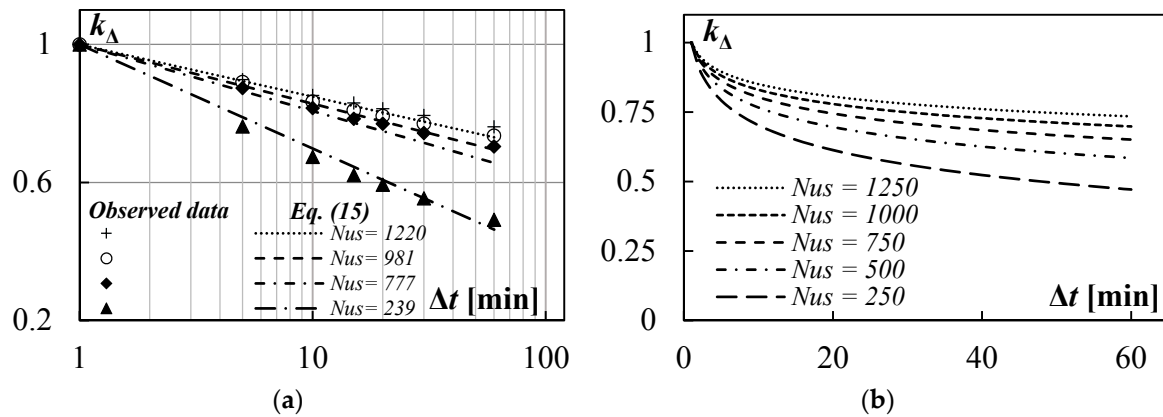 k_Δ
1
0.6
0.2
Observed data
Eq. (15)
Nus= 1220
Nus= 981
Nus= 777
Nus= 239
Δt [min]
1
10
100
(a)
k_Δ
1
0.75
0.5
0.25
0
Nus = 1250
Nus = 1000
Nus = 750
Nus = 500
Nus = 250
Δt [min]
0
20
40
60
(b)